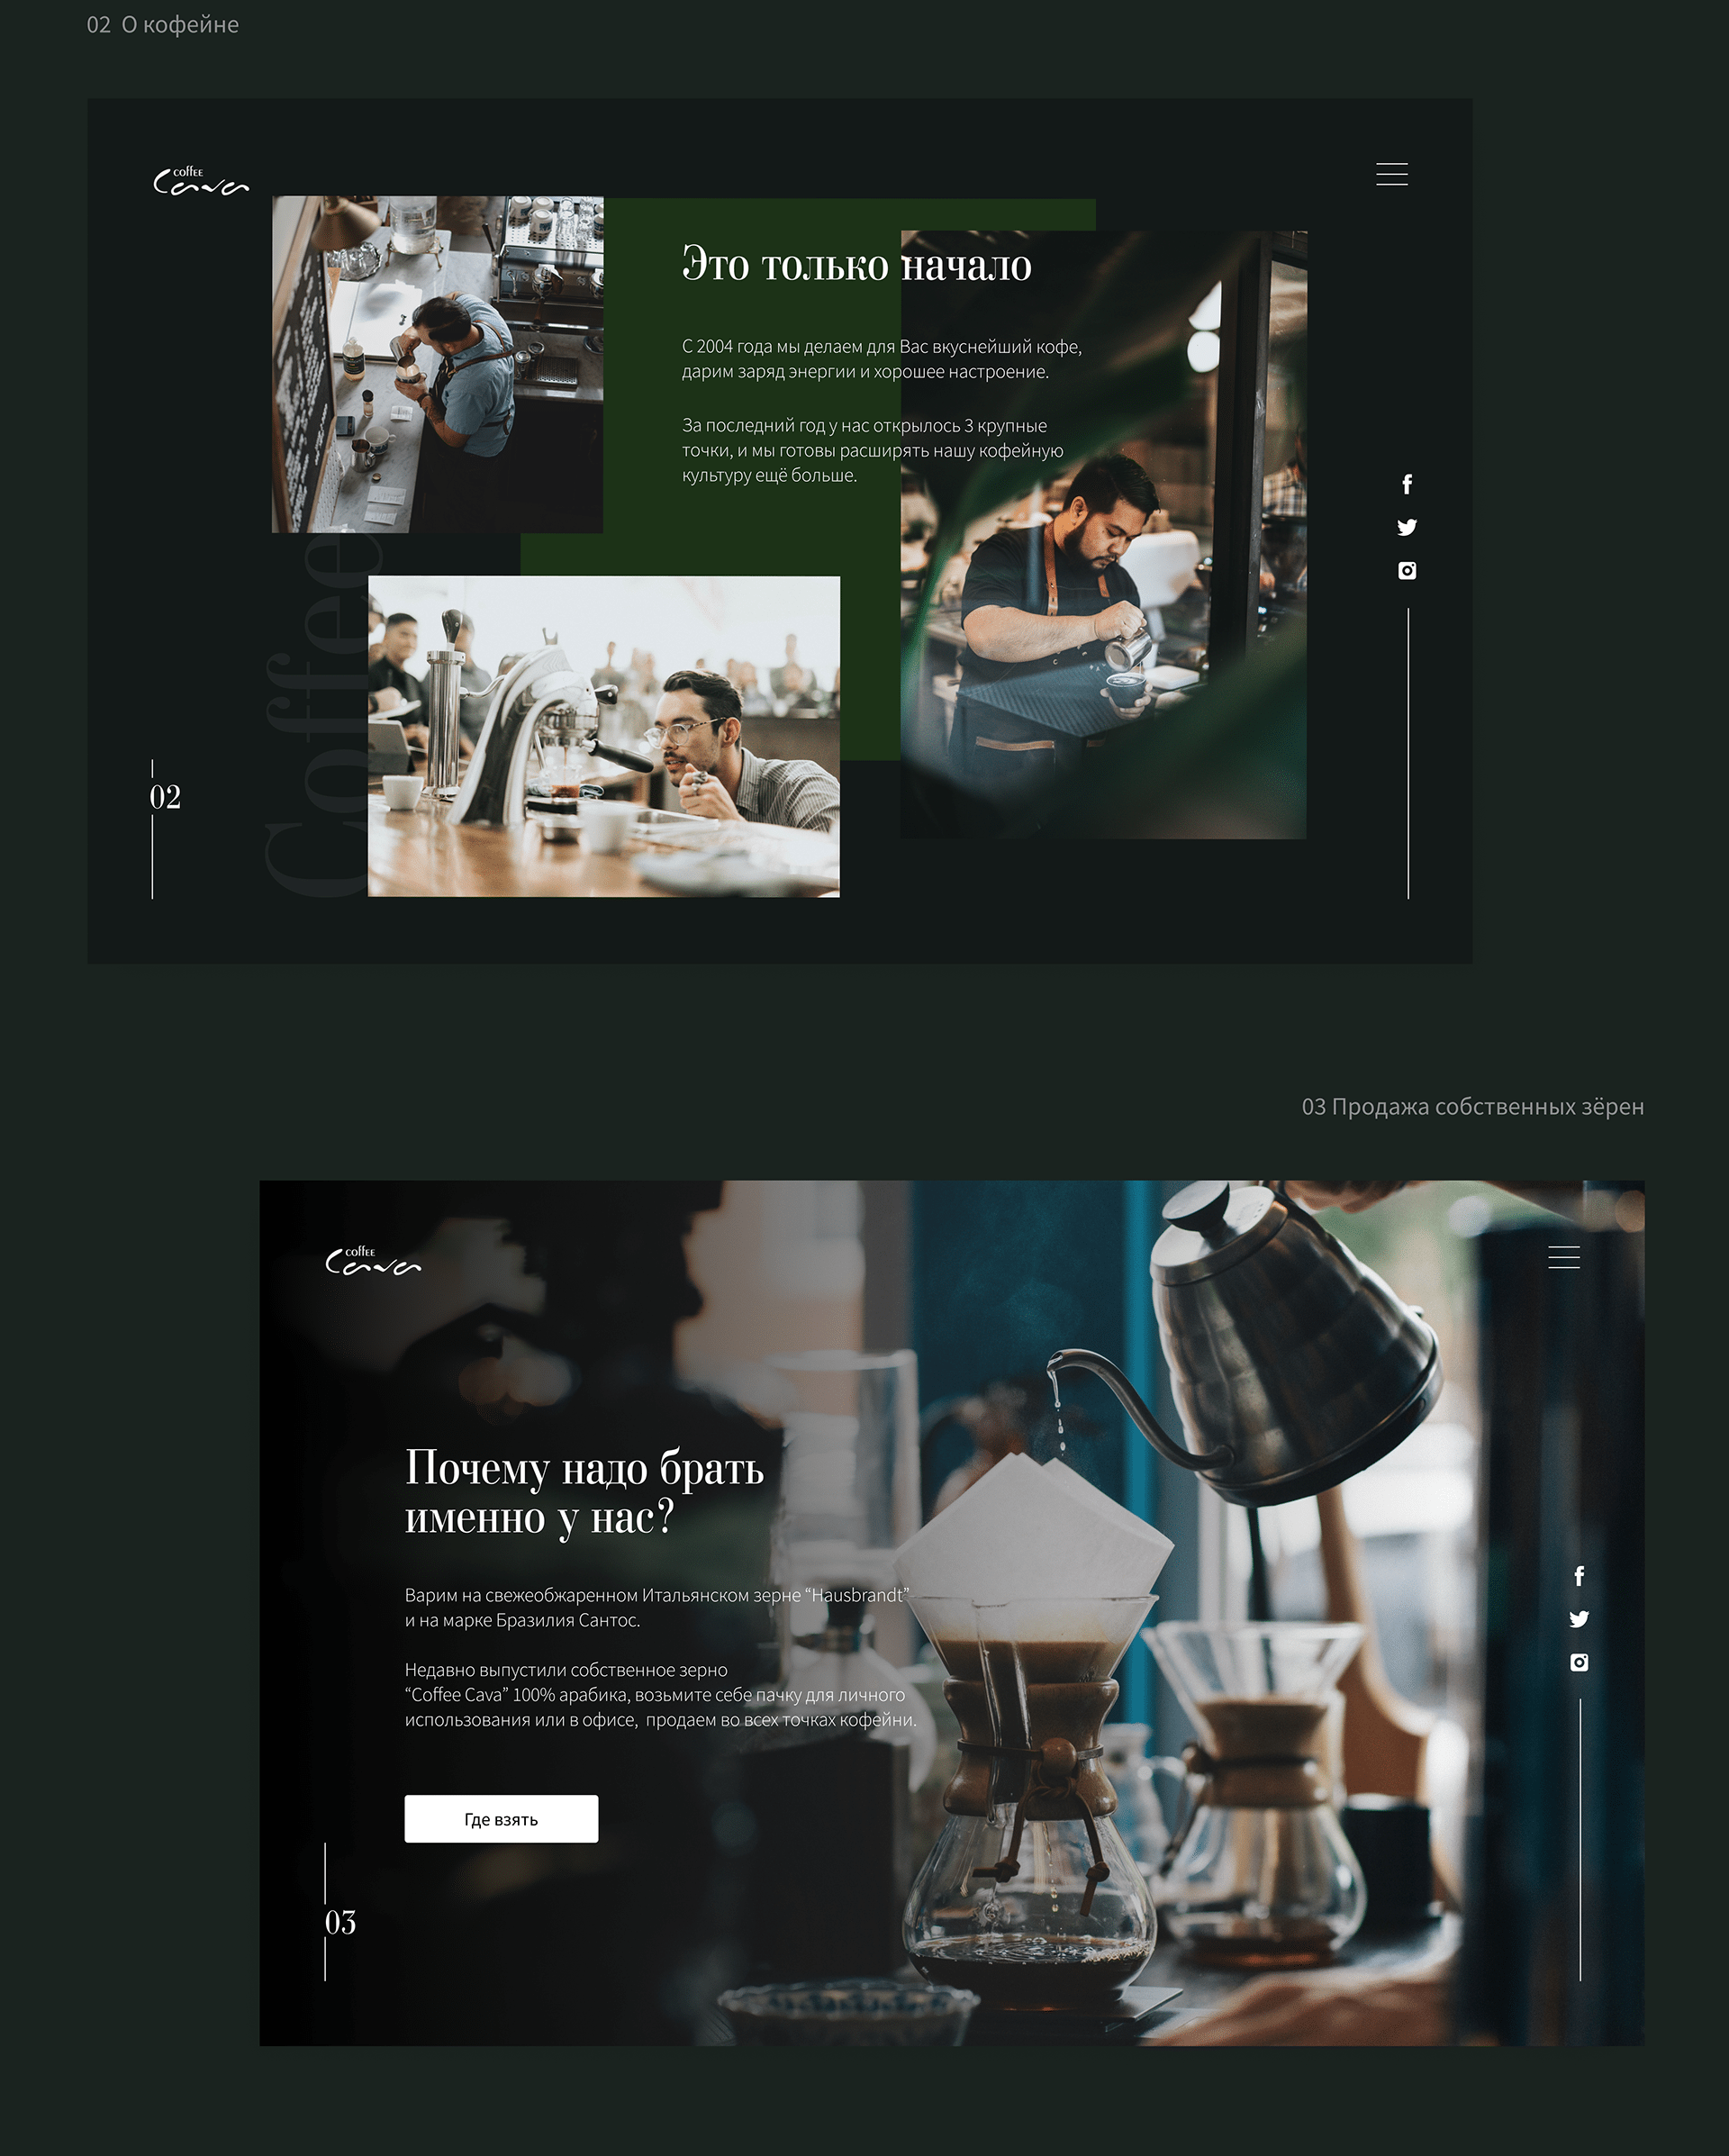 02 О кофейне
coffEE
Cava
Это только начало
С 2004 года мы делаем для Вас вкуснейший кофе,
дарим заряд энергии и хорошее настроение.
За последний год у нас открылось 3 крупные
точки, и мы готовы расширять нашу кофейную
культуру ещё больше.
Coffee
02
03 Продажа собственных зёрен
coffEE
Cava
Почему надо брать
именно у нас?
Варим на свежеобжаренном Итальянском зерне “Hausbrandt”
и на марке Бразилия Сантос.
Недавно выпустили собственное зерно
“Coffee Cava” 100% арабика, возьмите себе пачку для личного
использования или в офисе, продаем во всех точках кофейни.
Где взять
03